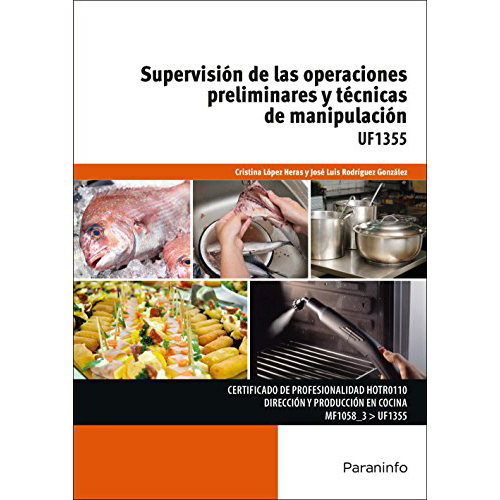 Supervisión de las operaciones
preliminares y técnicas
de manipulación
UF1355
Cristina López Heras y José Luis Rodríguez González
CERTIFICADO DE PROFESIONALIDAD HOTR0110
DIRECCIÓN Y PRODUCCIÓN EN COCINA
MF1058_3 > UF1355
Paraninfo